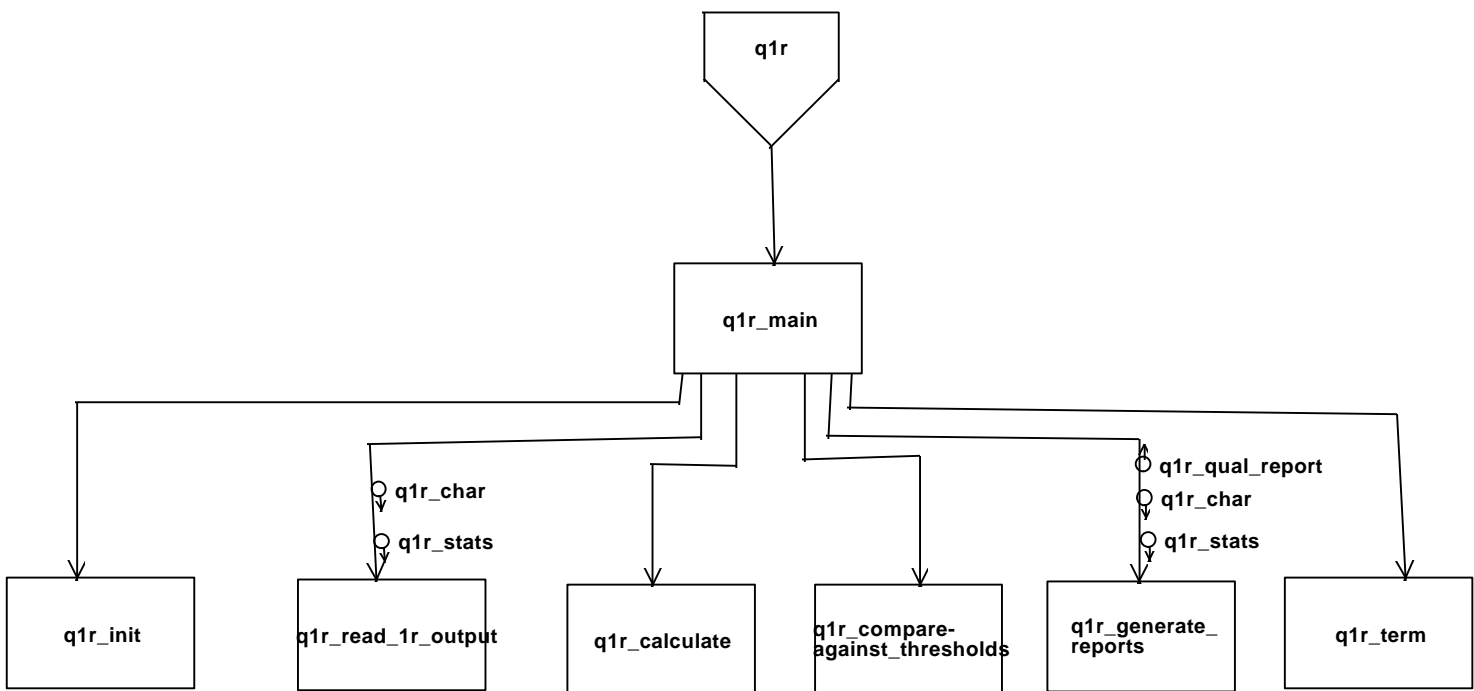 q1r
q1r_main
q1r_qual_report
q1r_char
q1r_char
q1r_stats
q1r_stats
q1r_init
q1r_read_1r_output
q1r_calculate
q1r_compare-
against_thresholds
q1r_generate_
reports
q1r_term